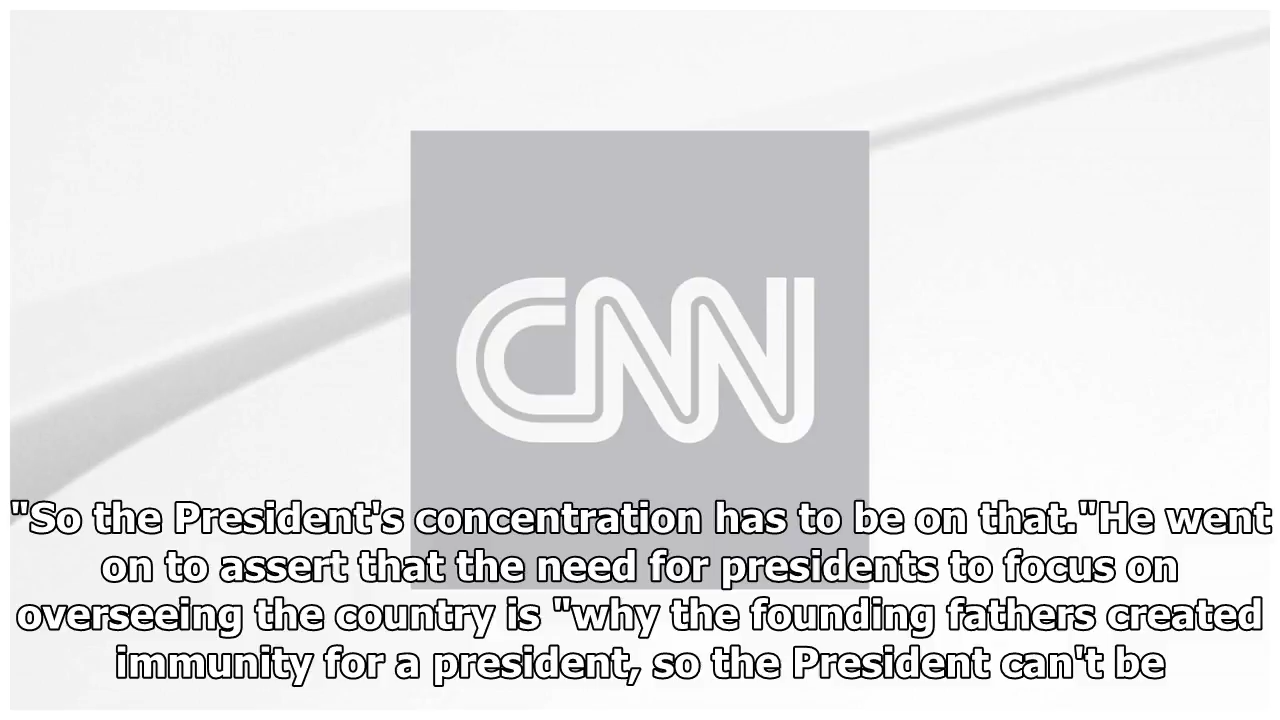 CNN
"So the President's concentration has to be on that."He went
on to assert that the need for presidents to focus on
overseeing the country is "why the founding fathers created
immunity for a president, so the President can't be